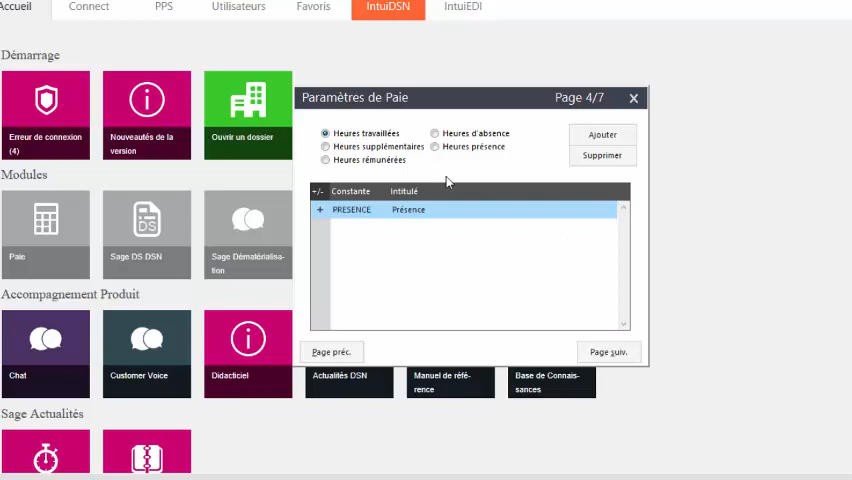 Accueil Connect PPS Utilisateurs Favoris IntuiDSN IntuiEDI
Démarrage
Erreur de connexion
(4)
Nouveautés de la
version
Ouvrir un dossier
Paramètres de Paie Page 4/7 X
Heures travaillées Heures d'absence Ajouter
Heures supplémentaires Heures présence
Heures rémunérées Supprimer
+/- Constante Intitulé
+ PRESENCE Présence
Page préc. Page suiv.
Modules
Paie
DS
Sage DS DSN
Sage Dématérialisa-
tion
Accompagnement Produit
Chat
Customer Voice
Didacticiel
Actualités DSN
Manuel de réfé-
rence
Base de Connais-
sances
Sage Actualités